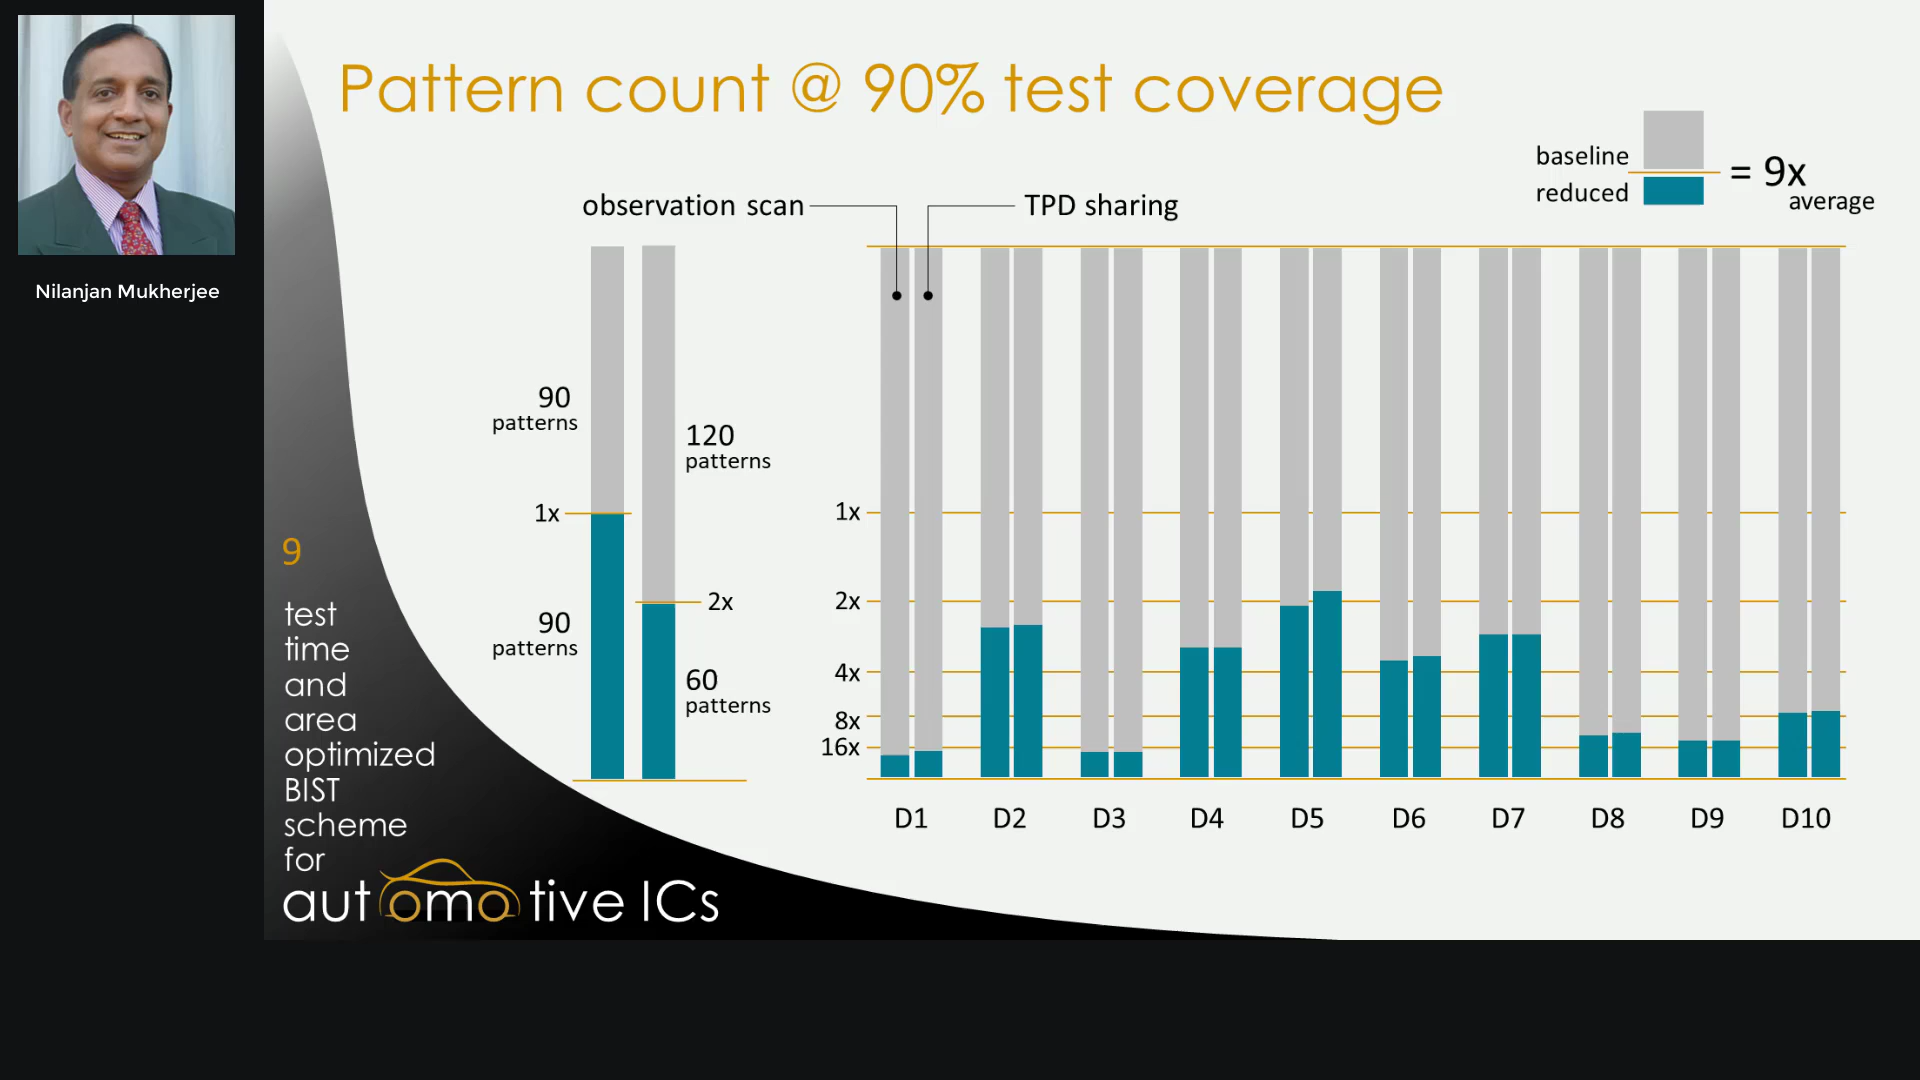 Nilanjan Mukherjee
Pattern count @ 90% test coverage
baseline
reduced
= 9x
average
observation scan
TPD sharing
90
patterns
120
patterns
1x
2x
90
patterns
60
patterns
1x
2x
4x
8x
16x
D1 D2 D3 D4 D5 D6 D7 D8 D9 D10
9
test
time
and
area
optimized
BIST
scheme
for
automotive ICs